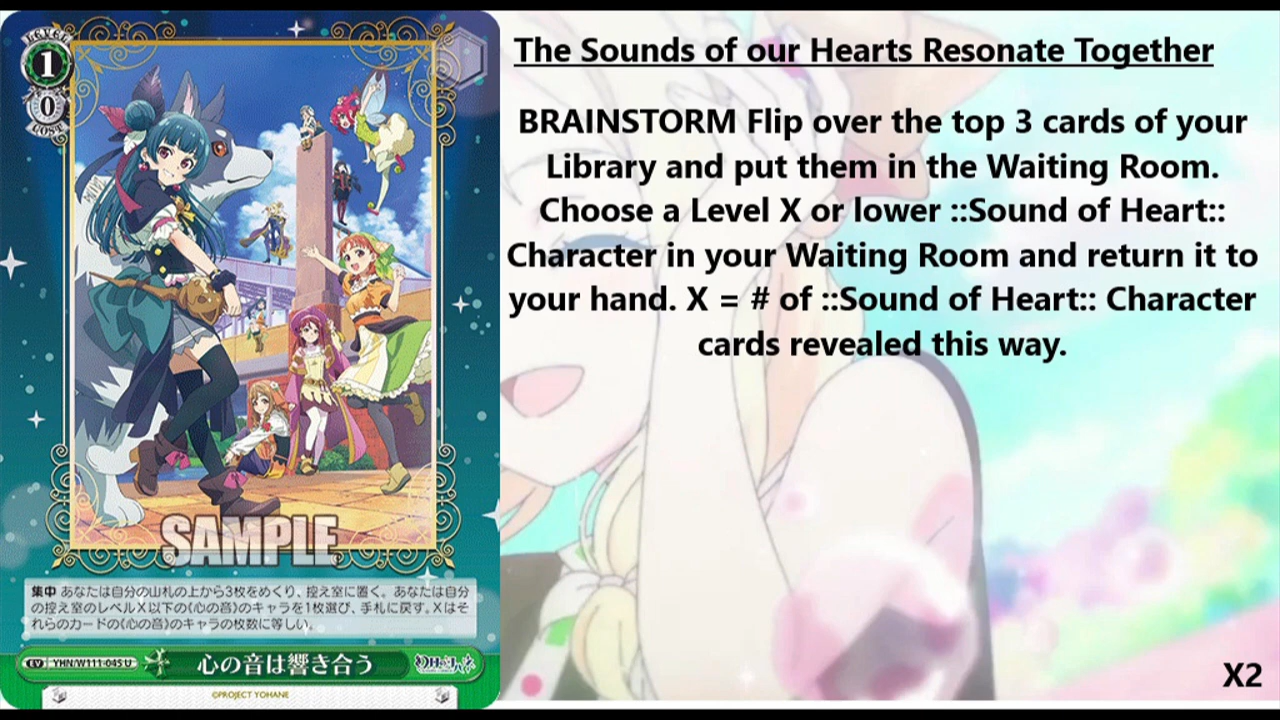 LEVEL
1
0
COST
SAMPLE
集中 あなたは自分の山札の上から3枚をめくり、控え室に置く。あなたは自分
の控え室のレベルX以下の《心の音》のキャラを1枚選び、手札に戻す。Xはそ
れらのカードの《心の音》のキャラの枚数に等しい。
EV YHN/W111-045 U 心の音は響き合う
©PROJECT YOHANE
The Sounds of our Hearts Resonate Together
BRAINSTORM Flip over the top 3 cards of your
Library and put them in the Waiting Room.
Choose a Level X or lower ::Sound of Heart::
Character in your Waiting Room and return it to
your hand. X = # of ::Sound of Heart:: Character
cards revealed this way.
X2